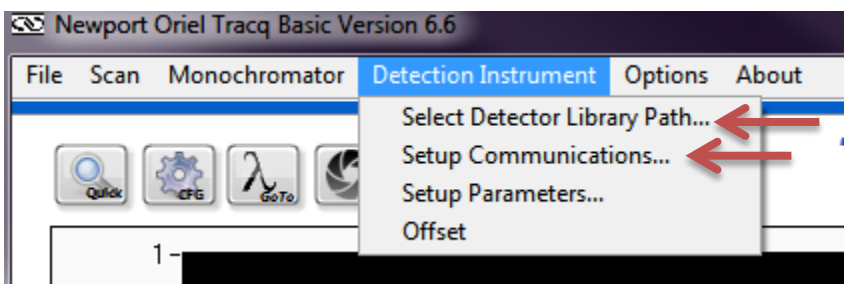 Newport Oriel Tracq Basic Version 6.6
File Scan Monochromator Detection Instrument Options About
Select Detector Library Path...
Setup Communications...
Setup Parameters...
Offset
Quick CFG λ GoTo
1